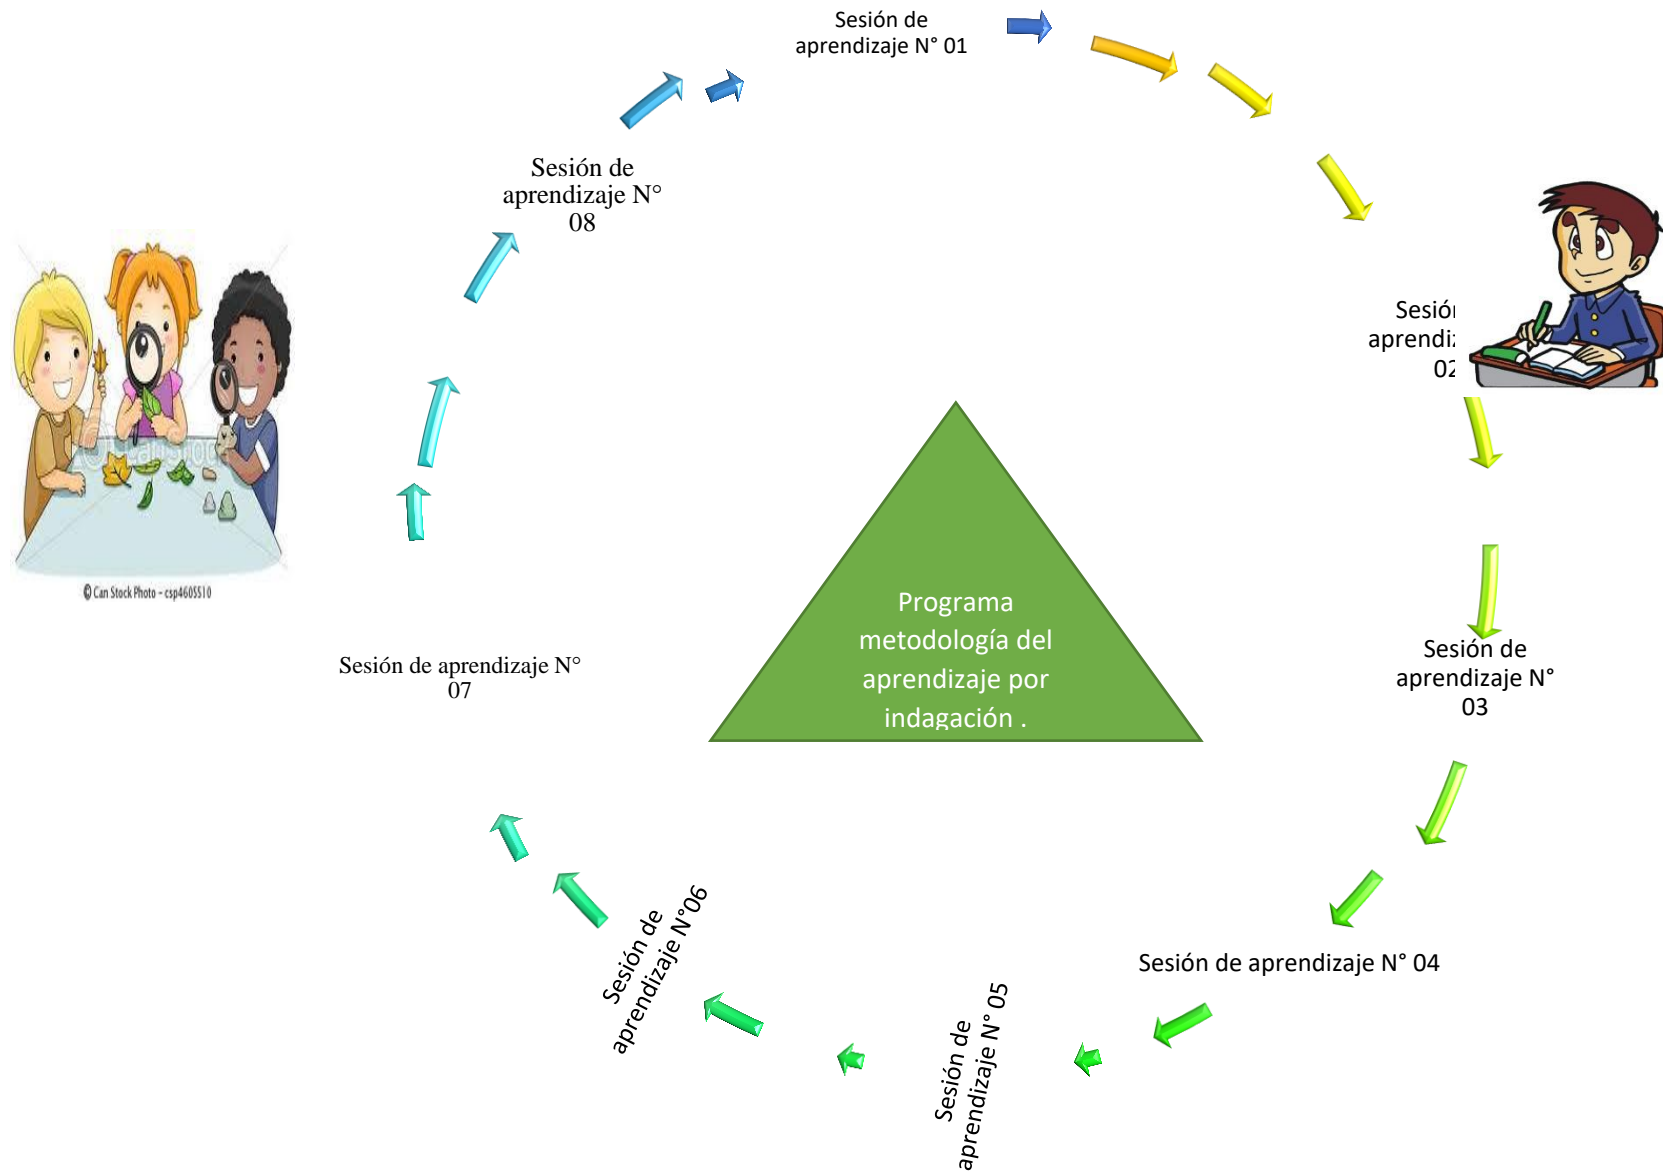 Sesión de
aprendizaje N° 01
Sesión
aprendiz
02
Sesión de
aprendizaje N°
03
Sesión de aprendizaje N° 04
Sesión de
aprendizaje N° 05
Sesión de
aprendizaje N°06
Sesión de aprendizaje N°
07
Sesión de
aprendizaje N°
08
Programa
metodología del
aprendizaje por
indagación .
© Can Stock Photo - csp4605510